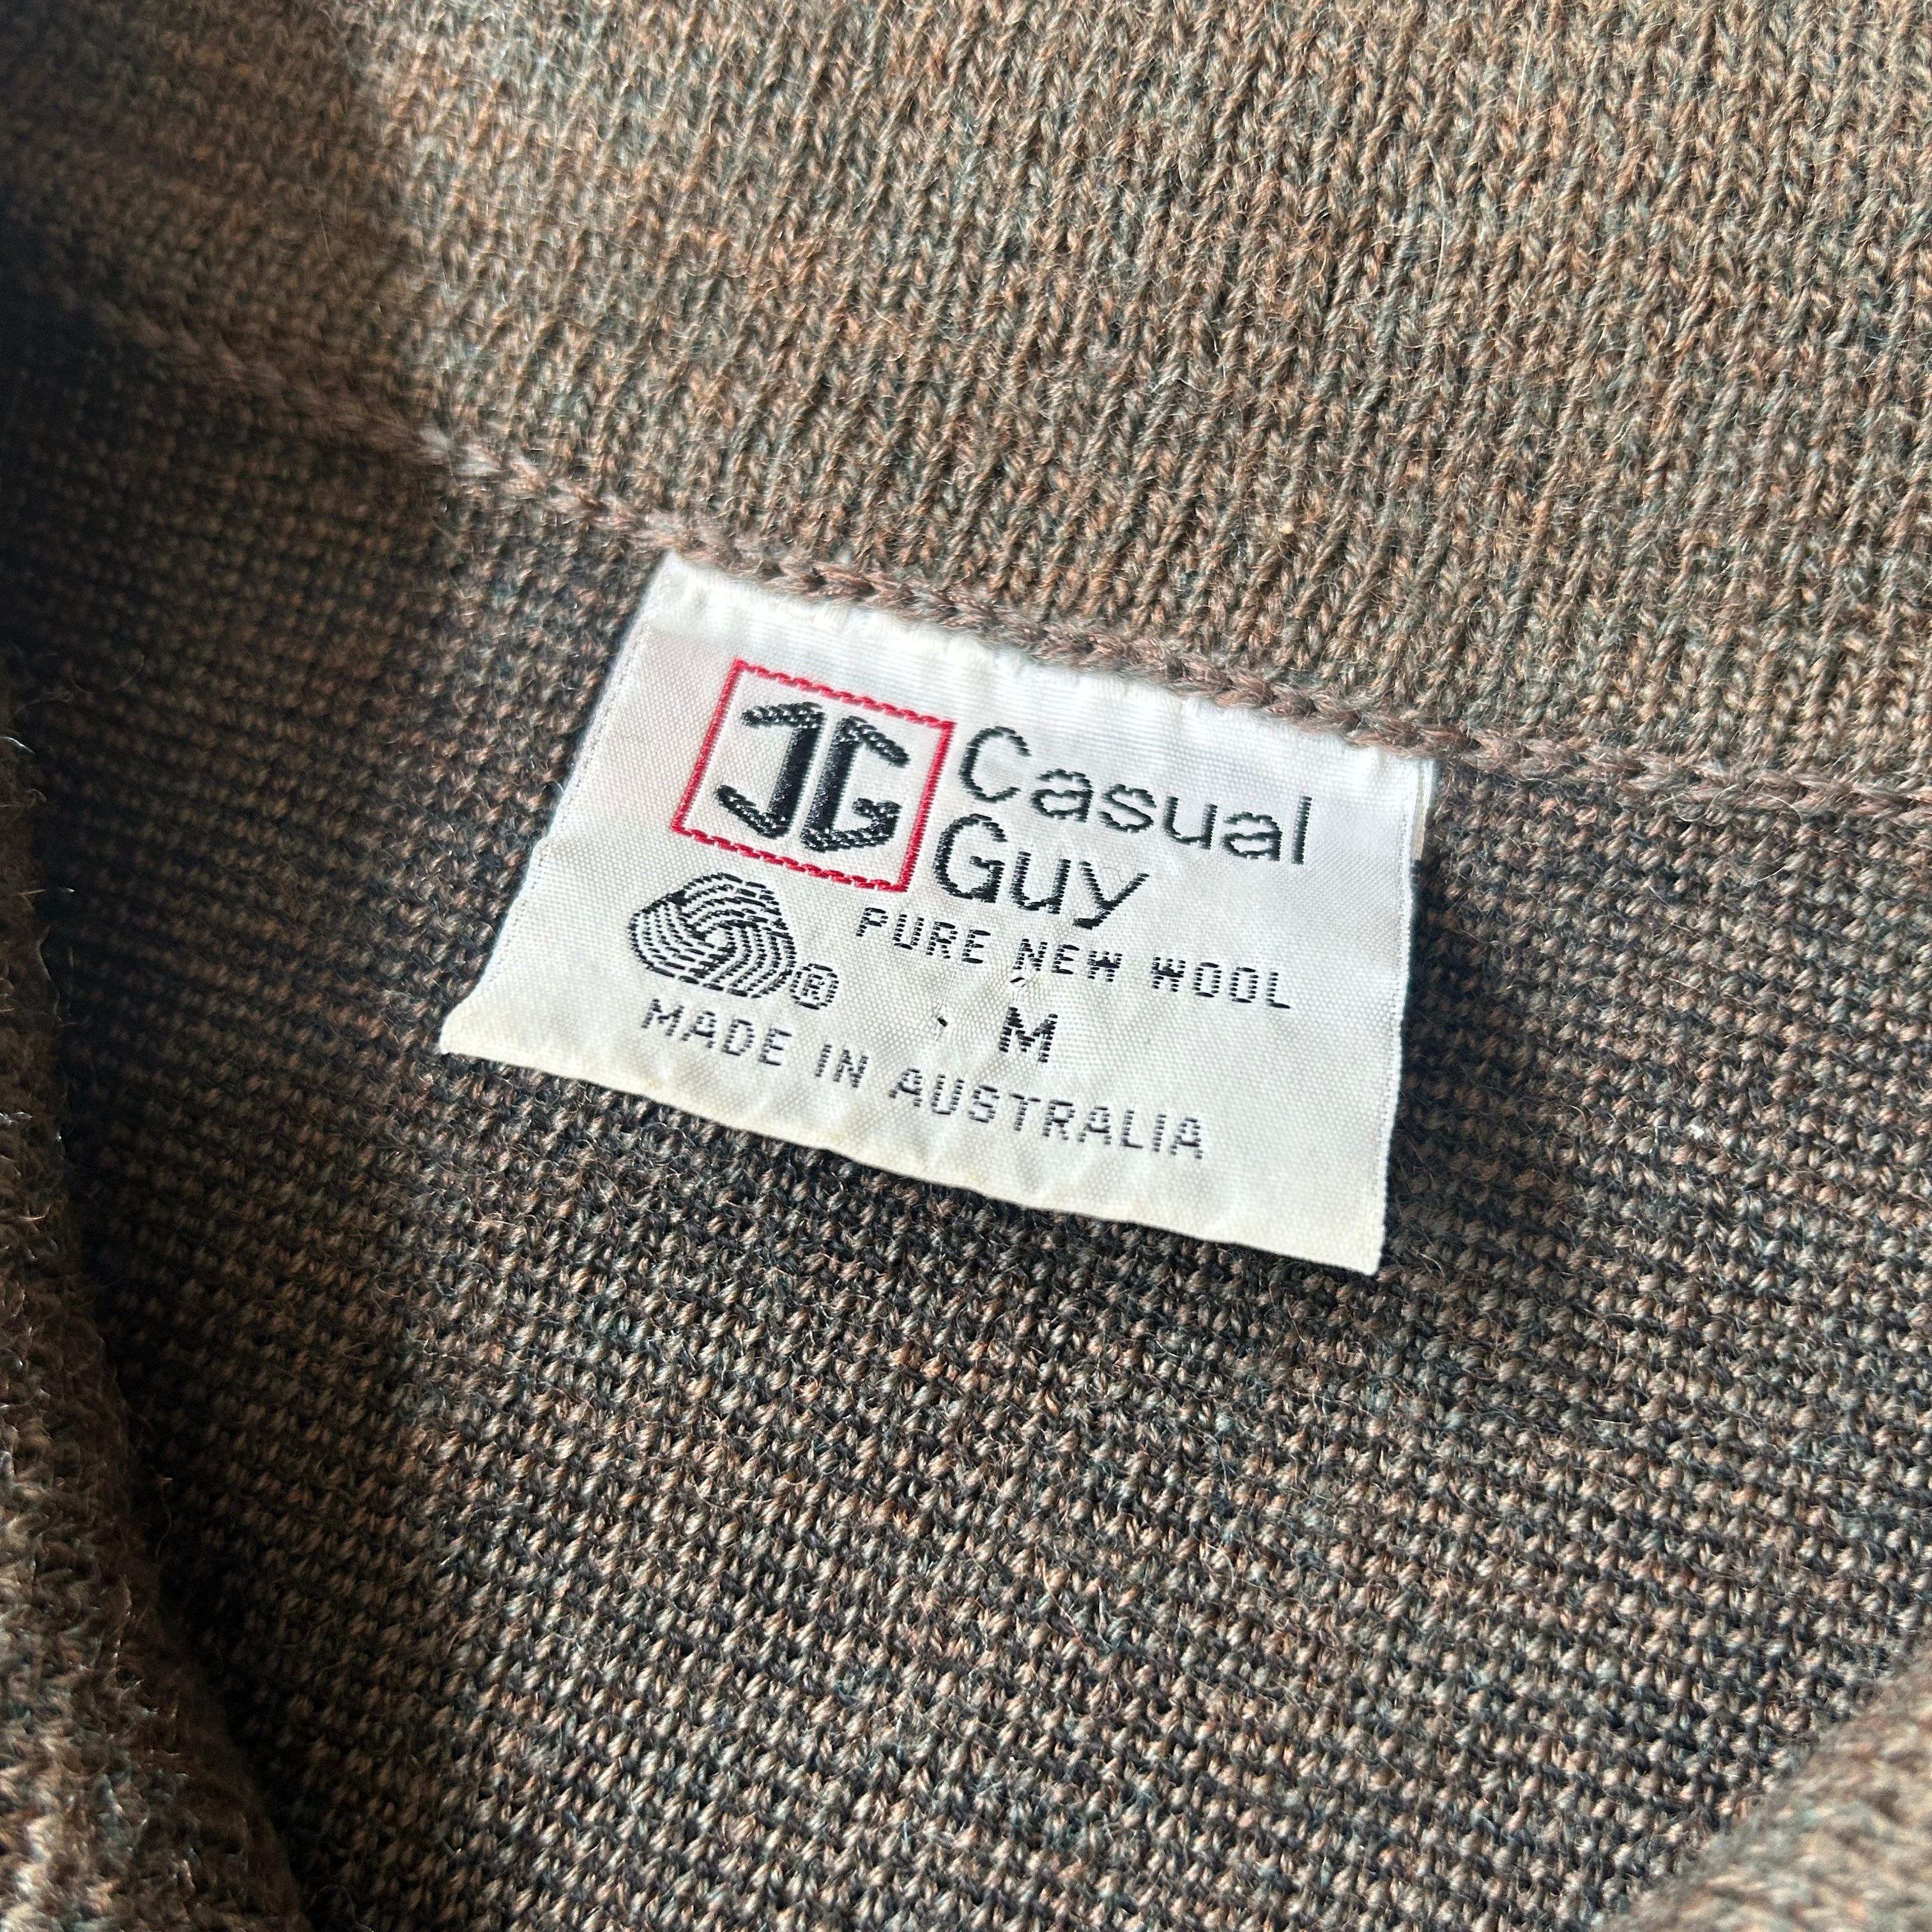 JG
Casual
Guy
PURE NEW WOOL
®
M
MADE IN AUSTRALIA